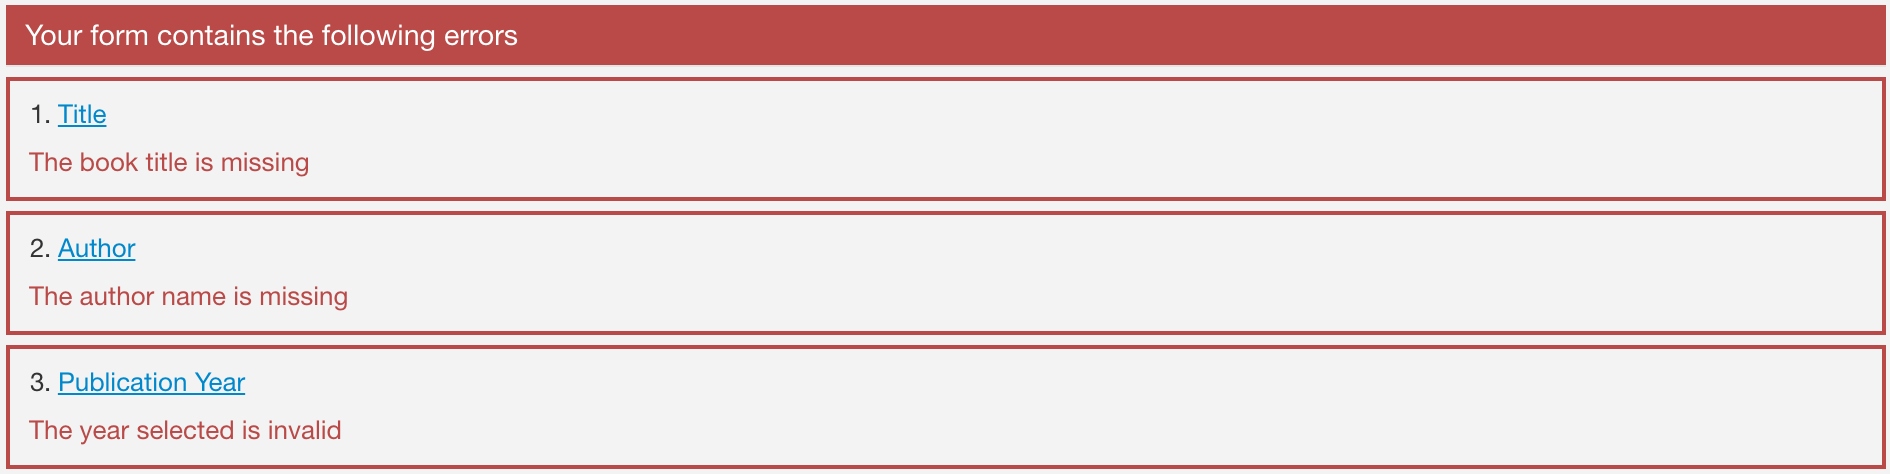 Your form contains the following errors
1. Title
The book title is missing
2. Author
The author name is missing
3. Publication Year
The year selected is invalid